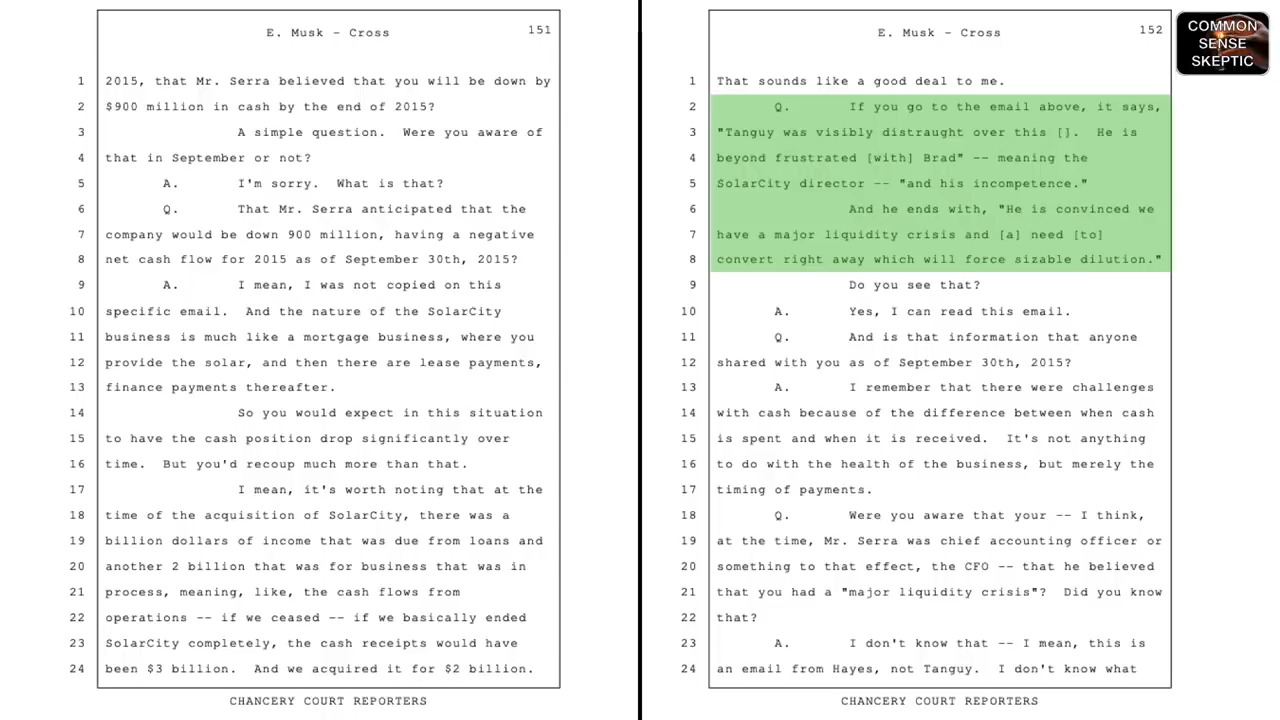 E. Musk - Cross 151
1 2015, that Mr. Serra believed that you will be down by
2 $900 million in cash by the end of 2015?
3 A simple question. Were you aware of
4 that in September or not?
5 A. I'm sorry. What is that?
6 Q. That Mr. Serra anticipated that the
7 company would be down 900 million, having a negative
8 net cash flow for 2015 as of September 30th, 2015?
9 A. I mean, I was not copied on this
10 specific email. And the nature of the SolarCity
11 business is much like a mortgage business, where you
12 provide the solar, and then there are lease payments,
13 finance payments thereafter.
14 So you would expect in this situation
15 to have the cash position drop significantly over
16 time. But you'd recoup much more than that.
17 I mean, it's worth noting that at the
18 time of the acquisition of SolarCity, there was a
19 billion dollars of income that was due from loans and
20 another 2 billion that was for business that was in
21 process, meaning, like, the cash flows from
22 operations -- if we ceased -- if we basically ended
23 SolarCity completely, the cash receipts would have
24 been $3 billion. And we acquired it for $2 billion.
CHANCERY COURT REPORTERS
E. Musk - Cross 152
1 That sounds like a good deal to me.
2 Q. If you go to the email above, it says,
3 "Tanguy was visibly distraught over this []. He is
4 beyond frustrated [with] Brad" -- meaning the
5 SolarCity director -- "and his incompetence."
6 And he ends with, "He is convinced we
7 have a major liquidity crisis and [a] need [to]
8 convert right away which will force sizable dilution."
9 Do you see that?
10 A. Yes, I can read this email.
11 Q. And is that information that anyone
12 shared with you as of September 30th, 2015?
13 A. I remember that there were challenges
14 with cash because of the difference between when cash
15 is spent and when it is received. It's not anything
16 to do with the health of the business, but merely the
17 timing of payments.
18 Q. Were you aware that your -- I think,
19 at the time, Mr. Serra was chief accounting officer or
20 something to that effect, the CFO -- that he believed
21 that you had a "major liquidity crisis"? Did you know
22 that?
23 A. I don't know that -- I mean, this is
24 an email from Hayes, not Tanguy. I don't know what
CHANCERY COURT REPORTERS
COMMON
SENSE
SKEPTIC